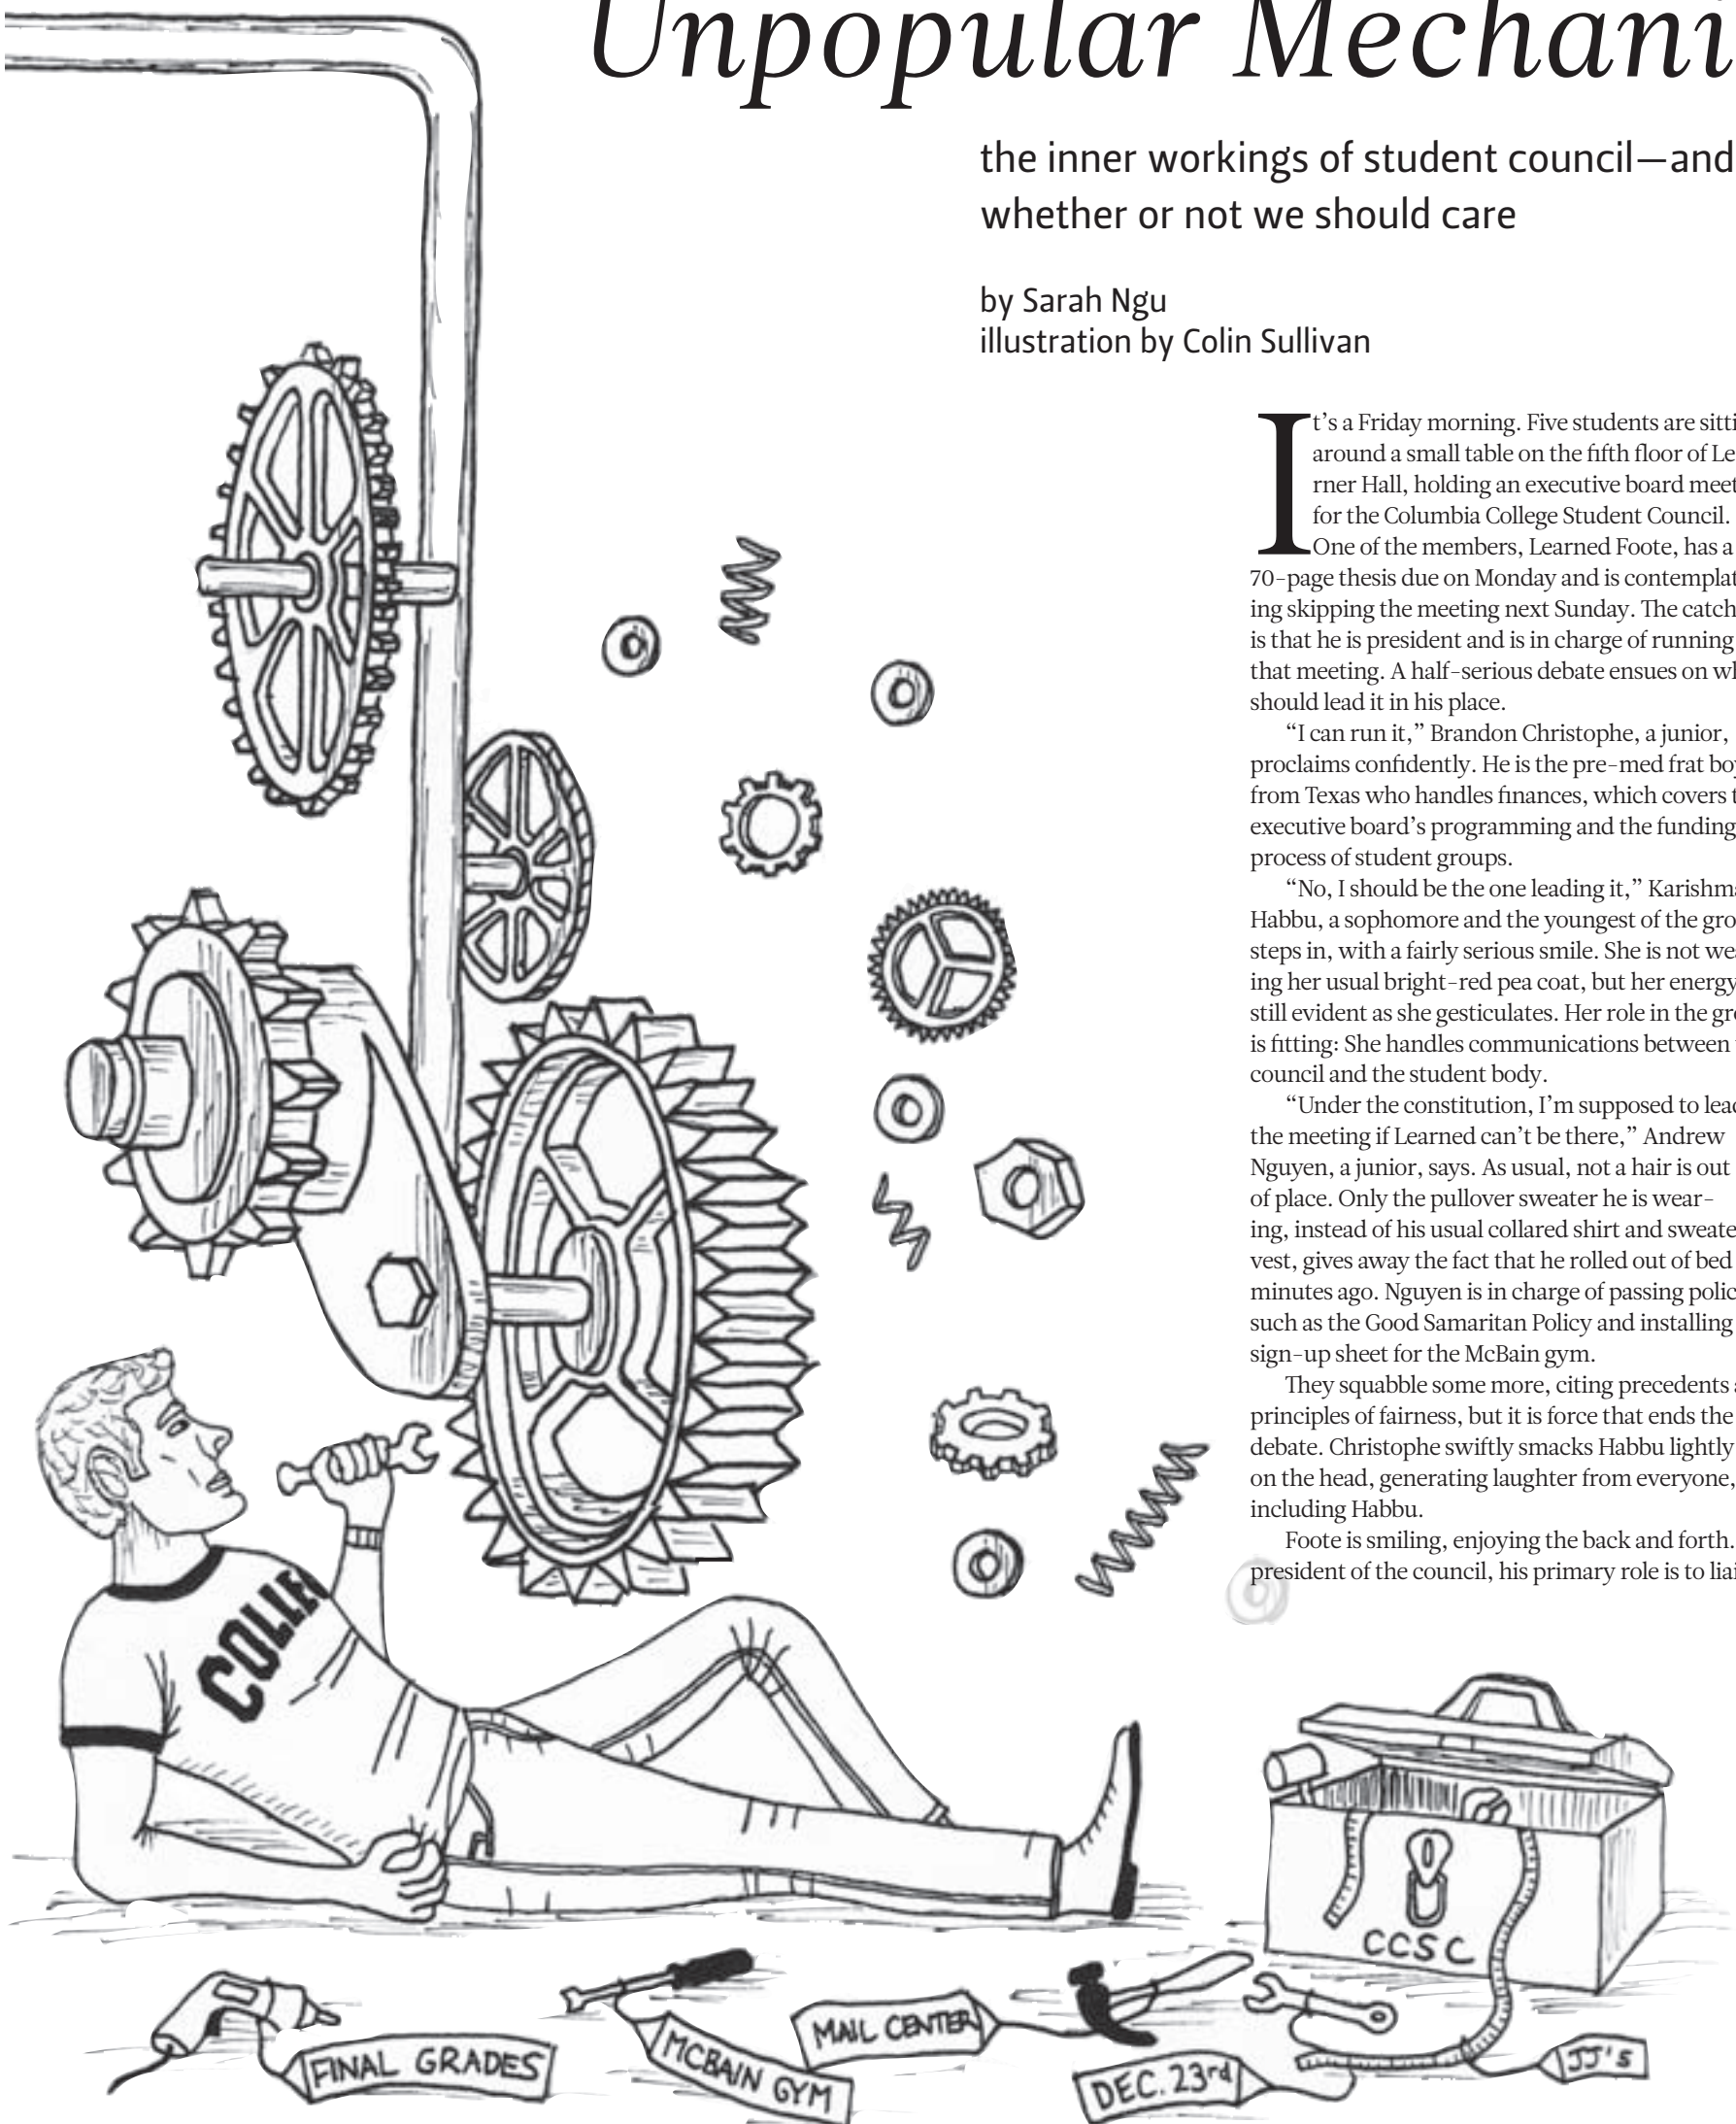 Unpopular Mechani
the inner workings of student council—and
whether or not we should care
by Sarah Ngu
illustration by Colin Sullivan
It’s a Friday morning. Five students are sitti
around a small table on the fifth floor of Le
rner Hall, holding an executive board meet
for the Columbia College Student Council.
One of the members, Learned Foote, has a
70-page thesis due on Monday and is contemplat
ing skipping the meeting next Sunday. The catch
is that he is president and is in charge of running
that meeting. A half-serious debate ensues on wh
should lead it in his place.
“I can run it,” Brandon Christophe, a junior,
proclaims confidently. He is the pre-med frat boy
from Texas who handles finances, which covers t
executive board’s programming and the funding
process of student groups.
“No, I should be the one leading it,” Karishma
Habbu, a sophomore and the youngest of the gro
steps in, with a fairly serious smile. She is not wea
ing her usual bright-red pea coat, but her energy
still evident as she gesticulates. Her role in the gro
is fitting: She handles communications between
council and the student body.
“Under the constitution, I’m supposed to lead
the meeting if Learned can’t be there,” Andrew
Nguyen, a junior, says. As usual, not a hair is out
of place. Only the pullover sweater he is wear-
ing, instead of his usual collared shirt and sweate
vest, gives away the fact that he rolled out of bed
minutes ago. Nguyen is in charge of passing polic
such as the Good Samaritan Policy and installing
sign-up sheet for the McBain gym.
They squabble some more, citing precedents a
principles of fairness, but it is force that ends the
debate. Christophe swiftly smacks Habbu lightly
on the head, generating laughter from everyone,
including Habbu.
Foote is smiling, enjoying the back and forth.
president of the council, his primary role is to liai
COLLE
CCSC
FINAL GRADES
MCBAIN GYM
MAIL CENTER
DEC. 23rd
JJ'S